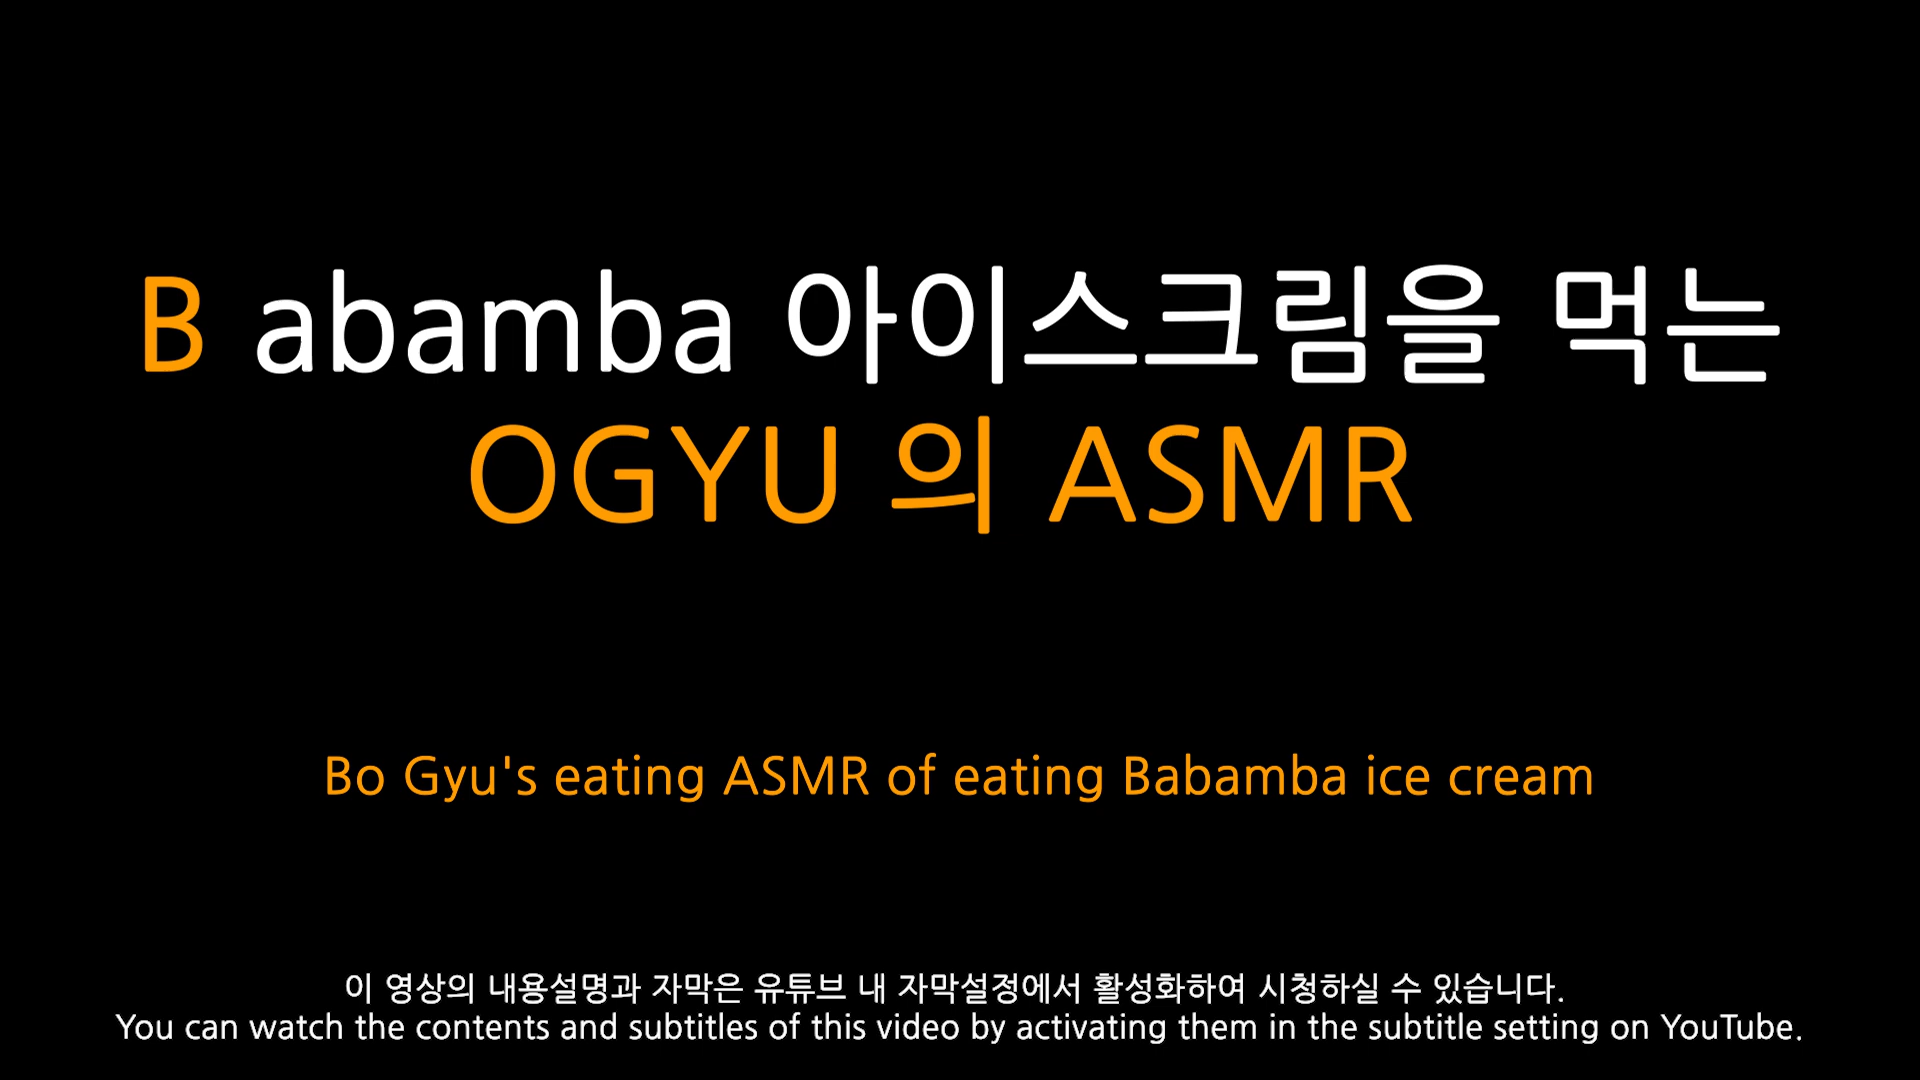 B abamba 아이스크림을 먹는
OGYU 의 ASMR
Bo Gyu's eating ASMR of eating Babamba ice cream
이 영상의 내용설명과 자막은 유튜브 내 자막설정에서 활성화하여 시청하실 수 있습니다.
You can watch the contents and subtitles of this video by activating them in the subtitle setting on YouTube.